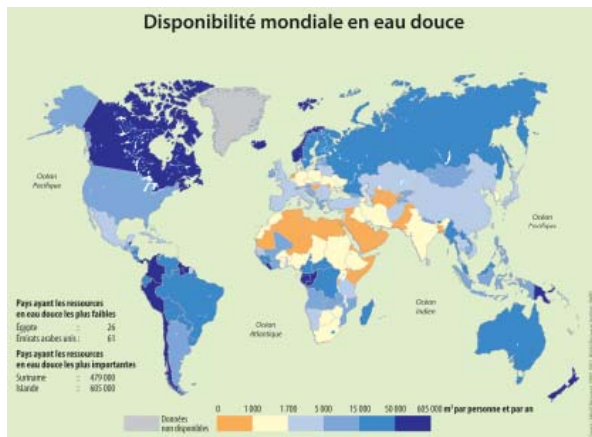 Disponibilité mondiale en eau douce
Océan
Pacifique
Océan
Pacifique
Océan
Indien
Océan
Atlantique
Pays ayant les ressources
en eau douce les plus faibles
Égypte : 26
Émirats arabes unis : 61
Pays ayant les ressources
en eau douce les plus importantes
Suriname : 479 000
Islande : 605 000
Données
non disponibles
0 1 000 1 700 5 000 15 000 50 000 605 000 m³ par personne et par an